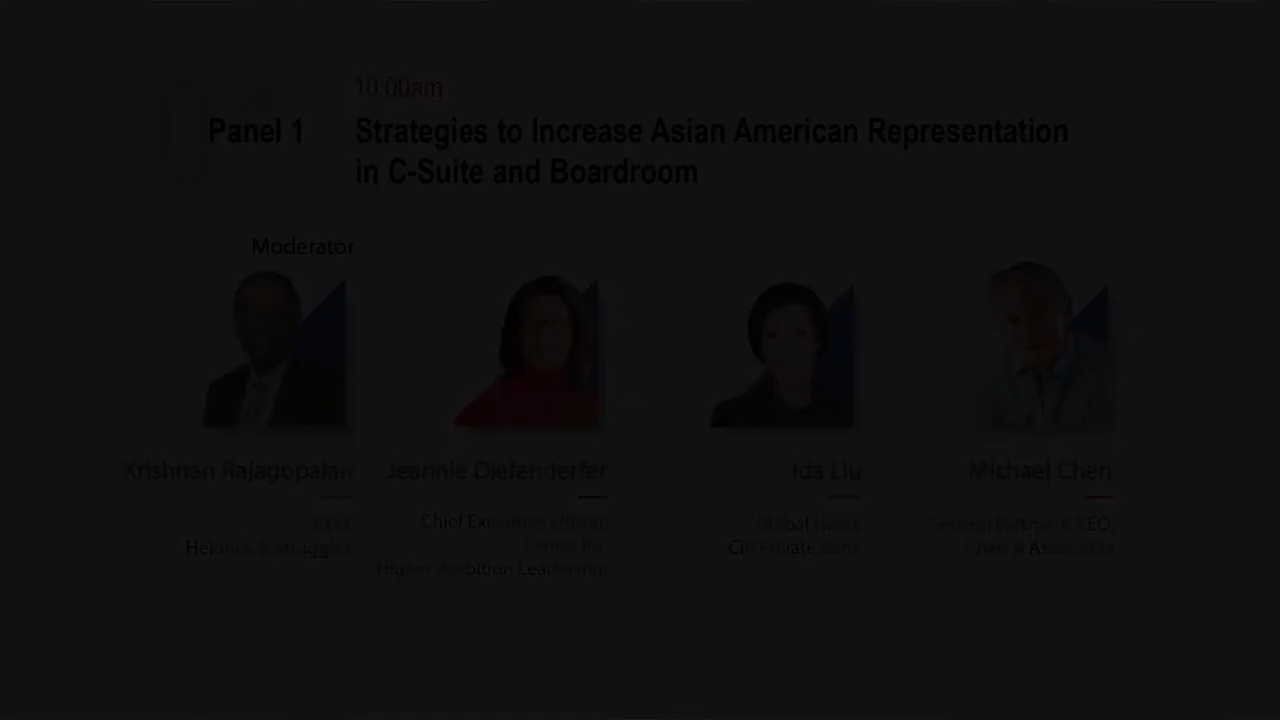 10:00am
01
Panel 1
Strategies to Increase Asian American Representation
in C-Suite and Boardroom
Moderator
Krishnan Rajagopalan
Jeannie Diefenderfer
Ida Liu
Michael Chen
CEO
Heidrick & Struggles
Chief Executive Officer
Center for
Higher Ambition Leadership
Global Head
Citi Private Bank
General Partner & CEO,
Chen & Associates